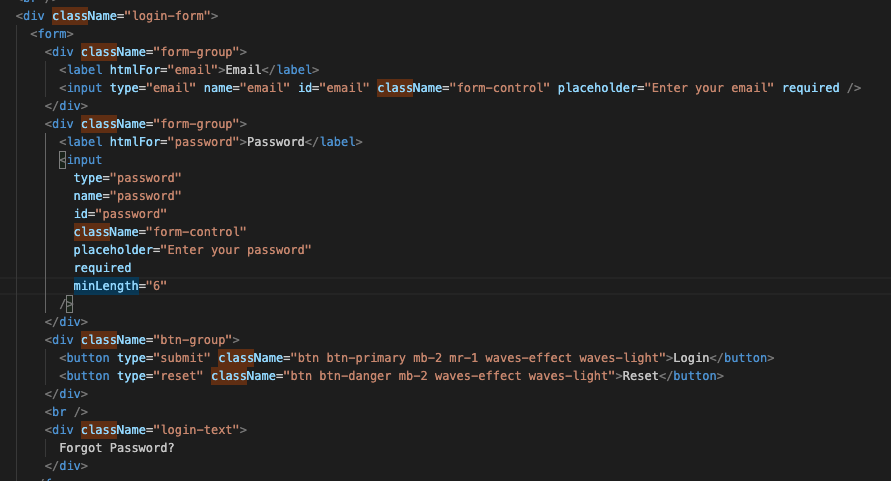 <div className="login-form">
<form>
<div className="form-group">
<label htmlFor="email">Email</label>
<input type="email" name="email" id="email" className="form-control" placeholder="Enter your email" required />
</div>
<div className="form-group">
<label htmlFor="password">Password</label>
<input
type="password"
name="password"
id="password"
className="form-control"
placeholder="Enter your password"
required
minLength="6"
/>
</div>
<div className="btn-group">
<button type="submit" className="btn btn-primary mb-2 mr-1 waves-effect waves-light">Login</button>
<button type="reset" className="btn btn-danger mb-2 waves-effect waves-light">Reset</button>
</div>
<br />
<div className="login-text">
Forgot Password?
</div>